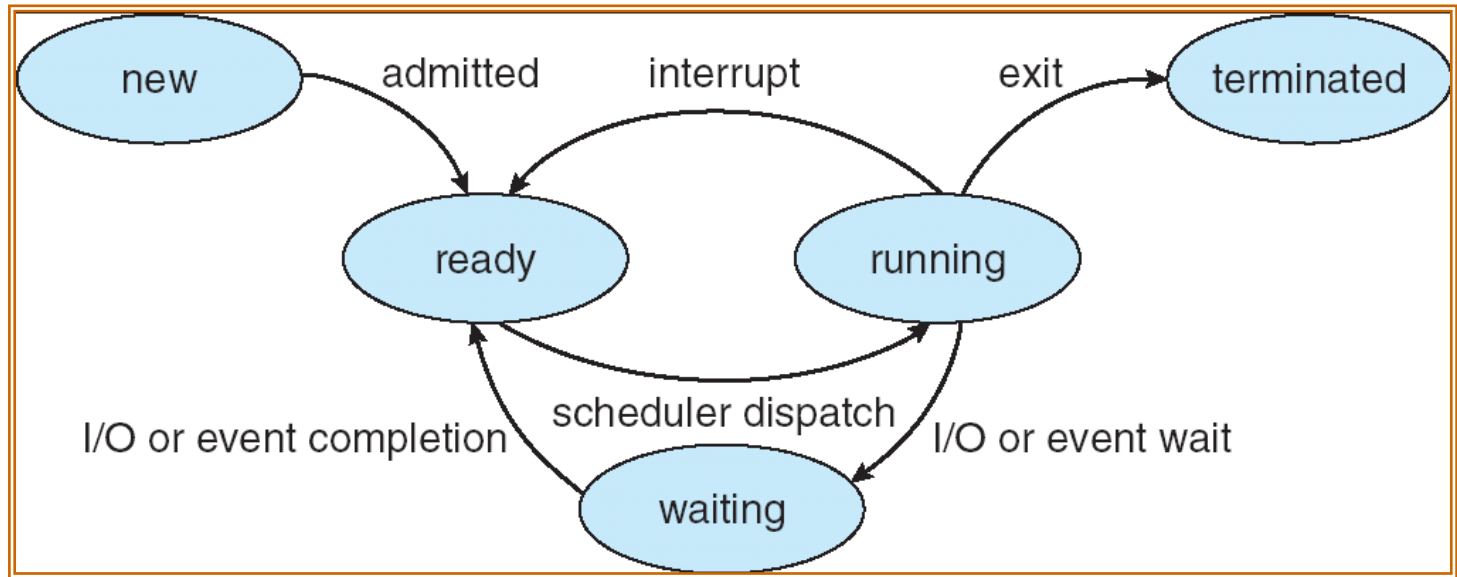 new
admitted
interrupt
exit
terminated
ready
running
scheduler dispatch
I/O or event completion
I/O or event wait
waiting